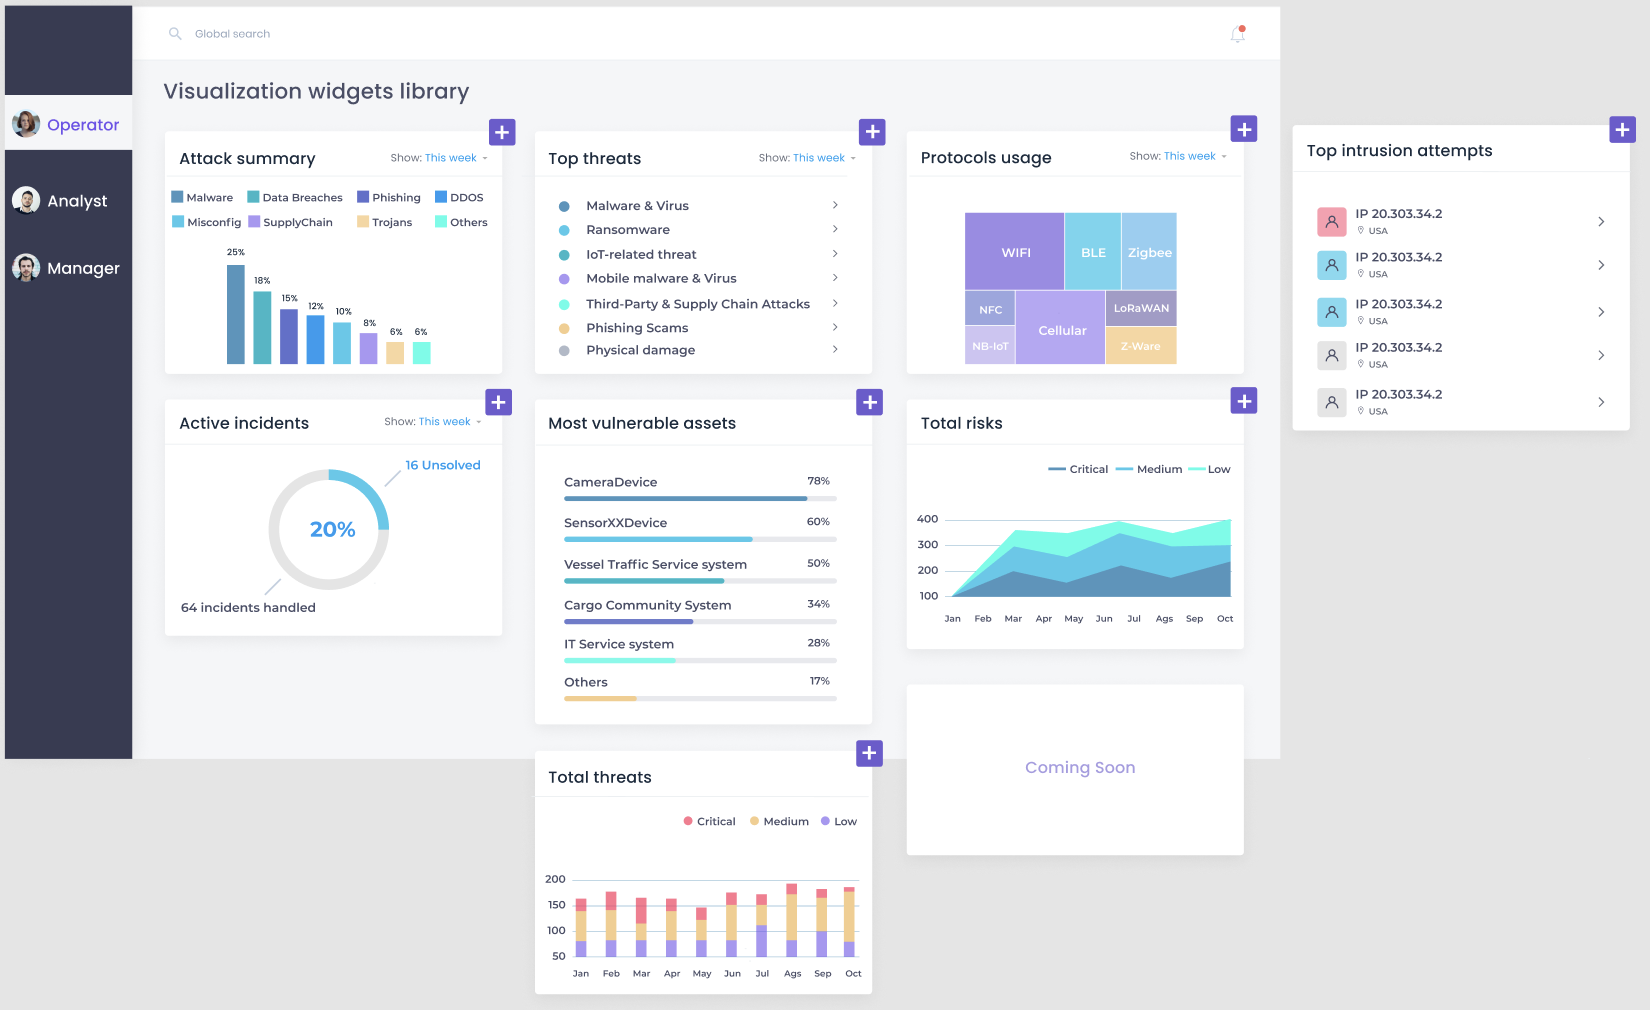 Global search
Visualization widgets library
Operator
Analyst
Manager
Attack summary
Show: This week
Malware Data Breaches Phishing DDOS
Misconfig SupplyChain Trojans Others
25%
18%
15%
12%
10%
8%
6%
6%
Top threats
Show: This week
Malware & Virus
Ransomware
IoT-related threat
Mobile malware & Virus
Third-Party & Supply Chain Attacks
Phishing Scams
Physical damage
Protocols usage
Show: This week
WIFI BLE Zigbee
NFC Cellular LoRaWAN
NB-IoT Z-Ware
Top intrusion attempts
IP 20.303.34.2
USA
IP 20.303.34.2
USA
IP 20.303.34.2
USA
IP 20.303.34.2
USA
IP 20.303.34.2
USA
Active incidents
Show: This week
16 Unsolved
20%
64 incidents handled
Most vulnerable assets
CameraDevice 78%
SensorXXDevice 60%
Vessel Traffic Service system 50%
Cargo Community System 34%
IT Service system 28%
Others 17%
Total risks
Critical Medium Low
400
300
200
100
Jan Feb Mar Apr May Jun Jul Ags Sep Oct
Coming Soon
Total threats
Critical Medium Low
200
150
100
50
Jan Feb Mar Apr May Jun Jul Ags Sep Oct